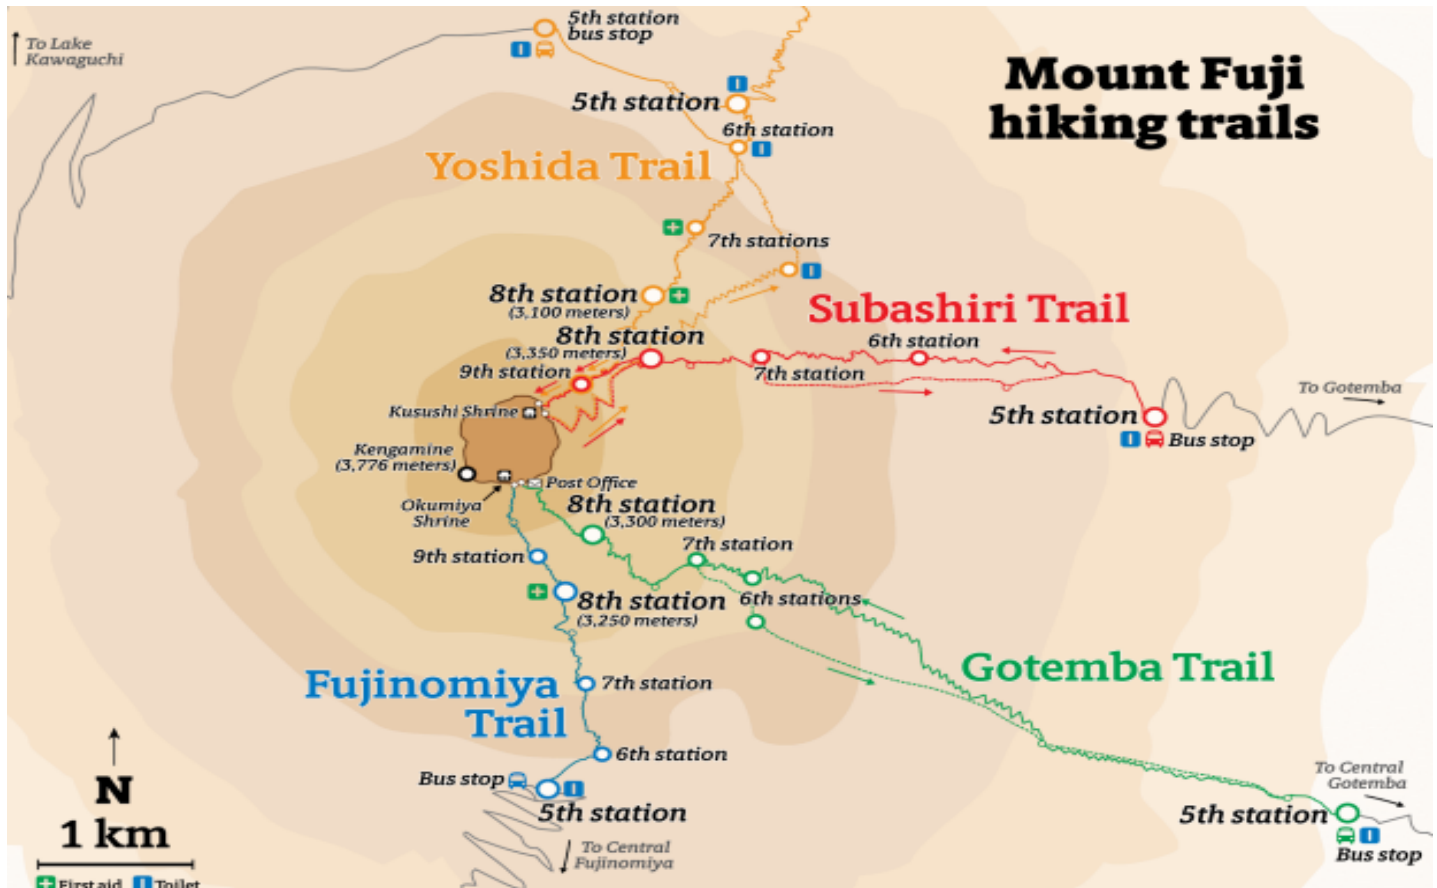 5th station
bus stop
To Lake
Kawaguchi
Mount Fuji
hiking trails
5th station
6th station
Yoshida Trail
7th stations
8th station
(3,100 meters)
Subashiri Trail
8th station
(3,350 meters)
6th station
9th station
7th station
To Gotemba
Kusushi Shrine
5th station
Bus stop
Kengamine
(3,776 meters)
Post Office
Okumiya
Shrine
8th station
(3,300 meters)
7th station
9th station
6th stations
8th station
(3,250 meters)
Gotemba Trail
Fujinomiya
Trail
7th station
6th station
Bus stop
To Central
Gotemba
N
5th station
5th station
1 km
Bus stop
To Central
Fujinomiya
First aid
Toilet